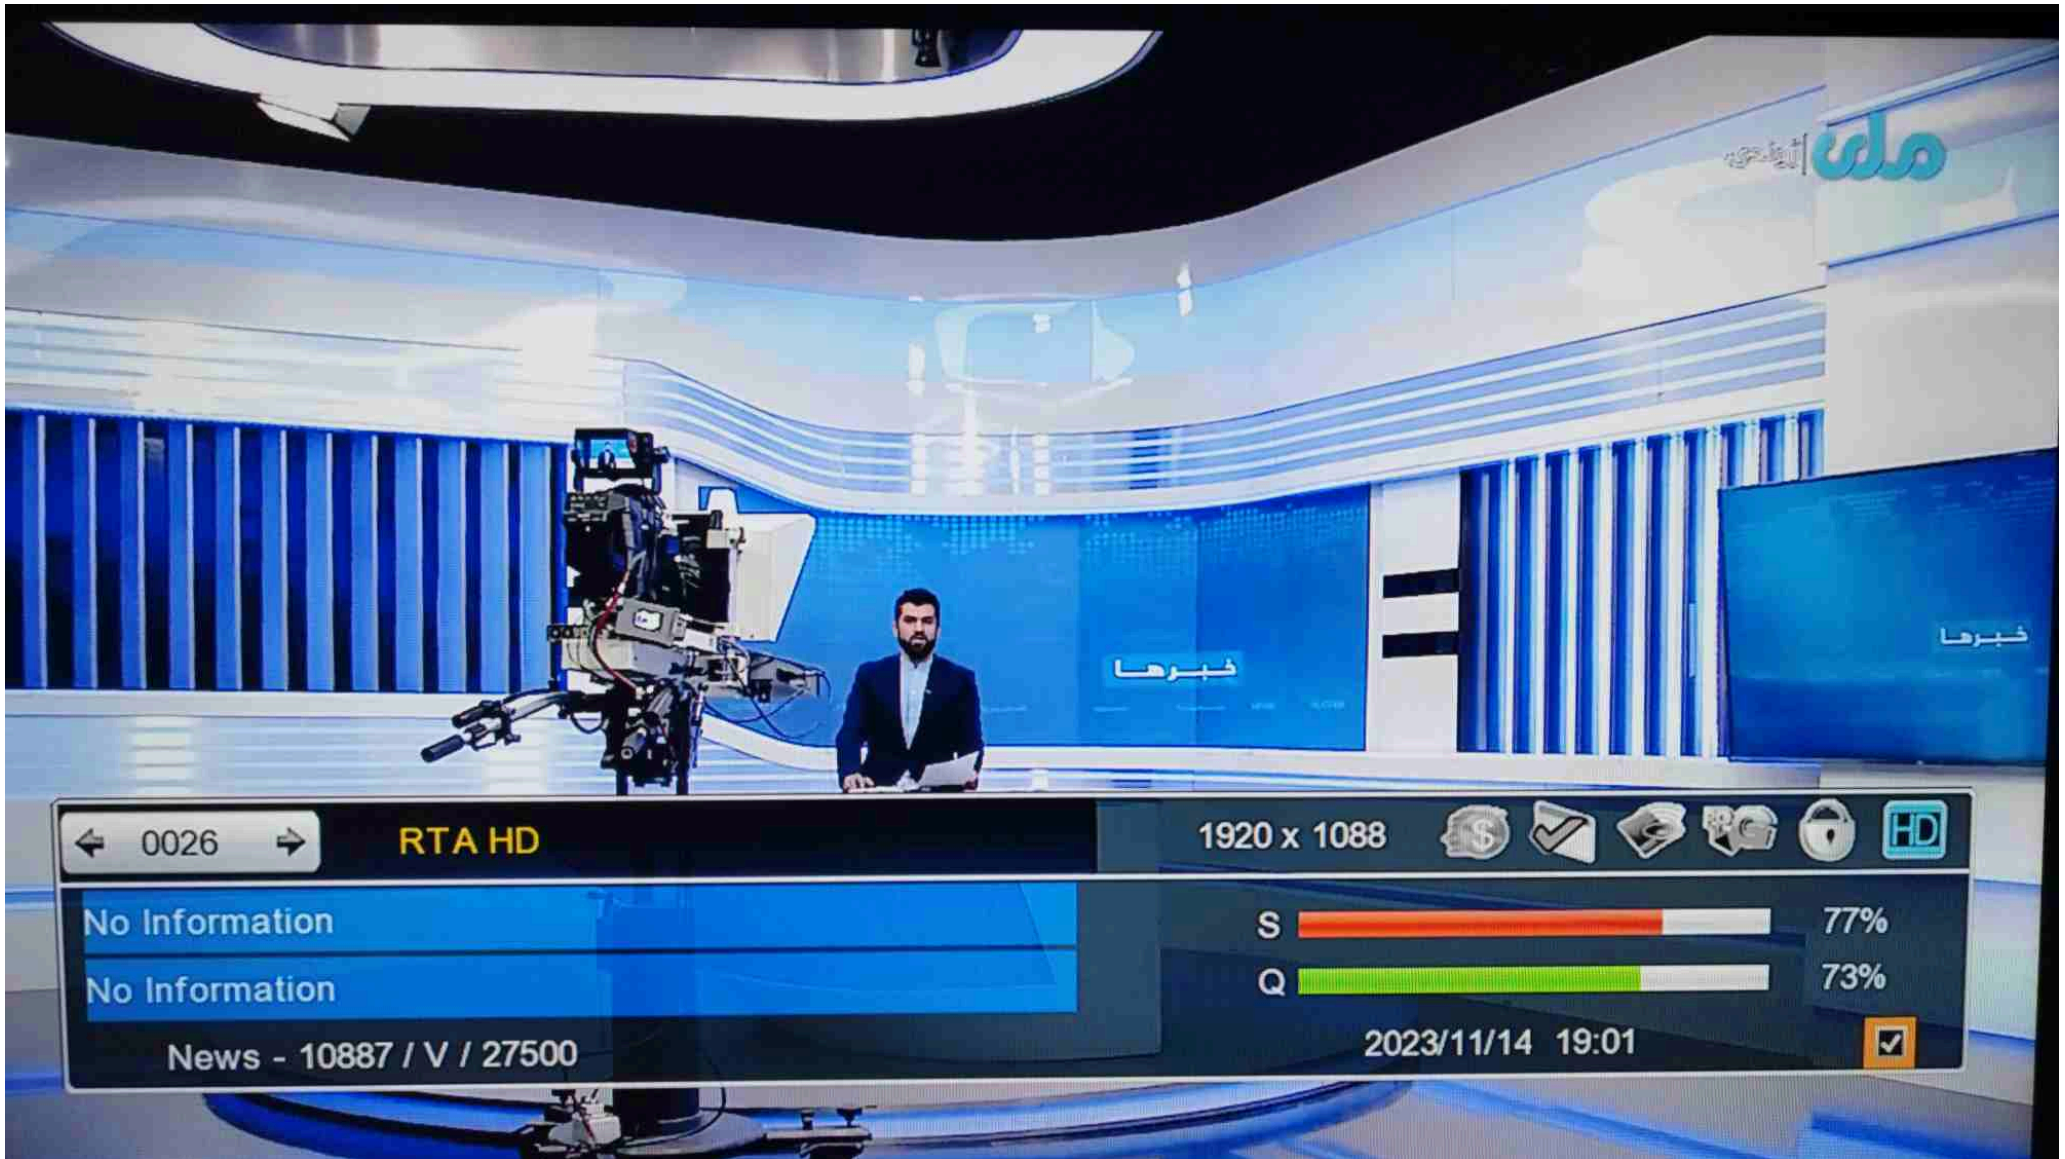 ملی
خبرها
خبرها
0026
RTA HD
1920 x 1088
$
HD
No Information
S
77%
No Information
Q
73%
News - 10887 / V / 27500
2023/11/14 19:01